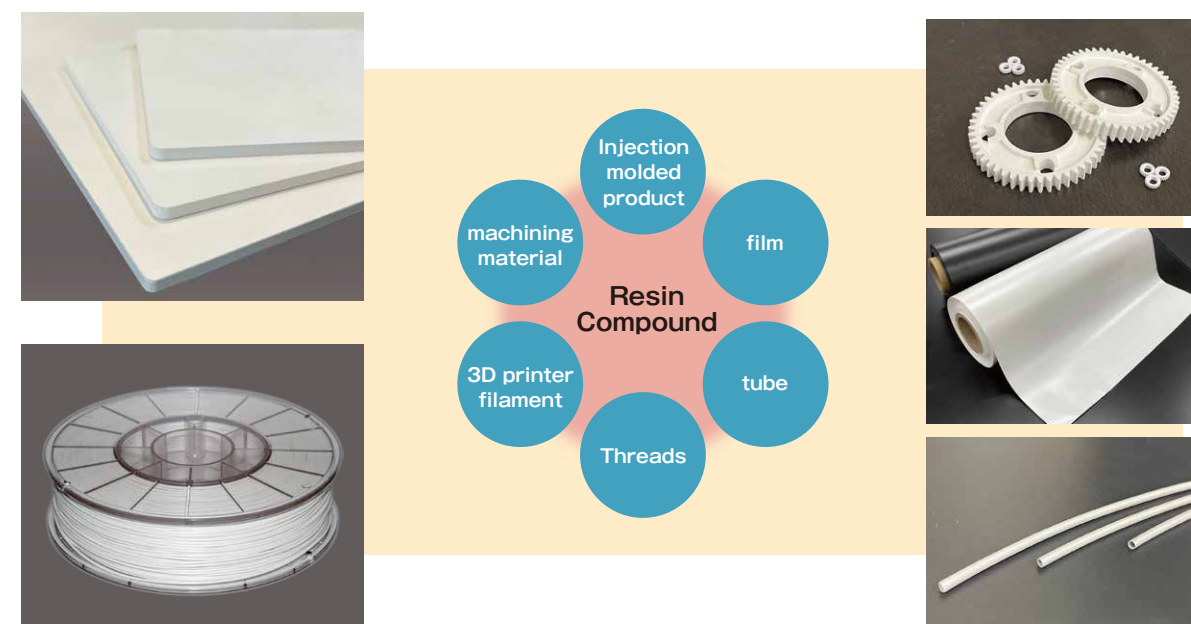 Injection
molded
product
machining
material
film
Resin
Compound
3D printer
filament
tube
Threads